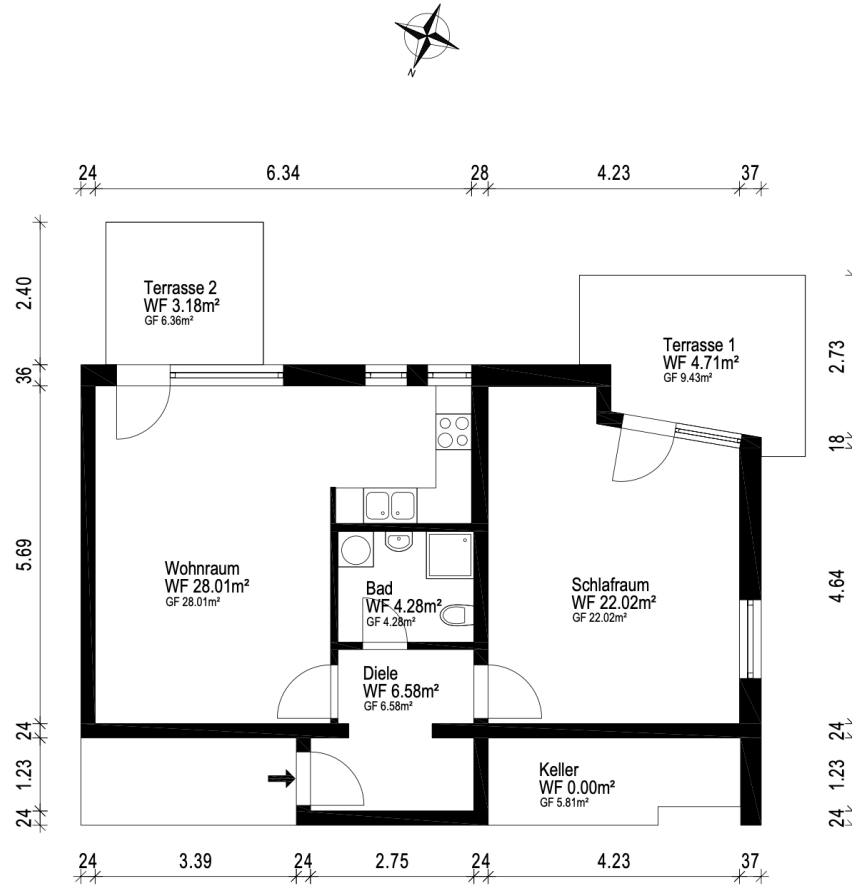 N
24
6.34
28
4.23
37
2.40
36
5.69
24
1.23
24
Terrasse 2
WF 3.18m²
GF 6.36m²
Terrasse 1
WF 4.71m²
GF 9.43m²
2.73
18
4.64
24
1.23
24
Wohnraum
WF 28.01m²
GF 28.01m²
Bad
WF 4.28m²
GF 4.28m²
Schlafraum
WF 22.02m²
GF 22.02m²
Diele
WF 6.58m²
GF 6.58m²
Keller
WF 0.00m²
GF 5.81m²
24
3.39
24
2.75
24
4.23
37